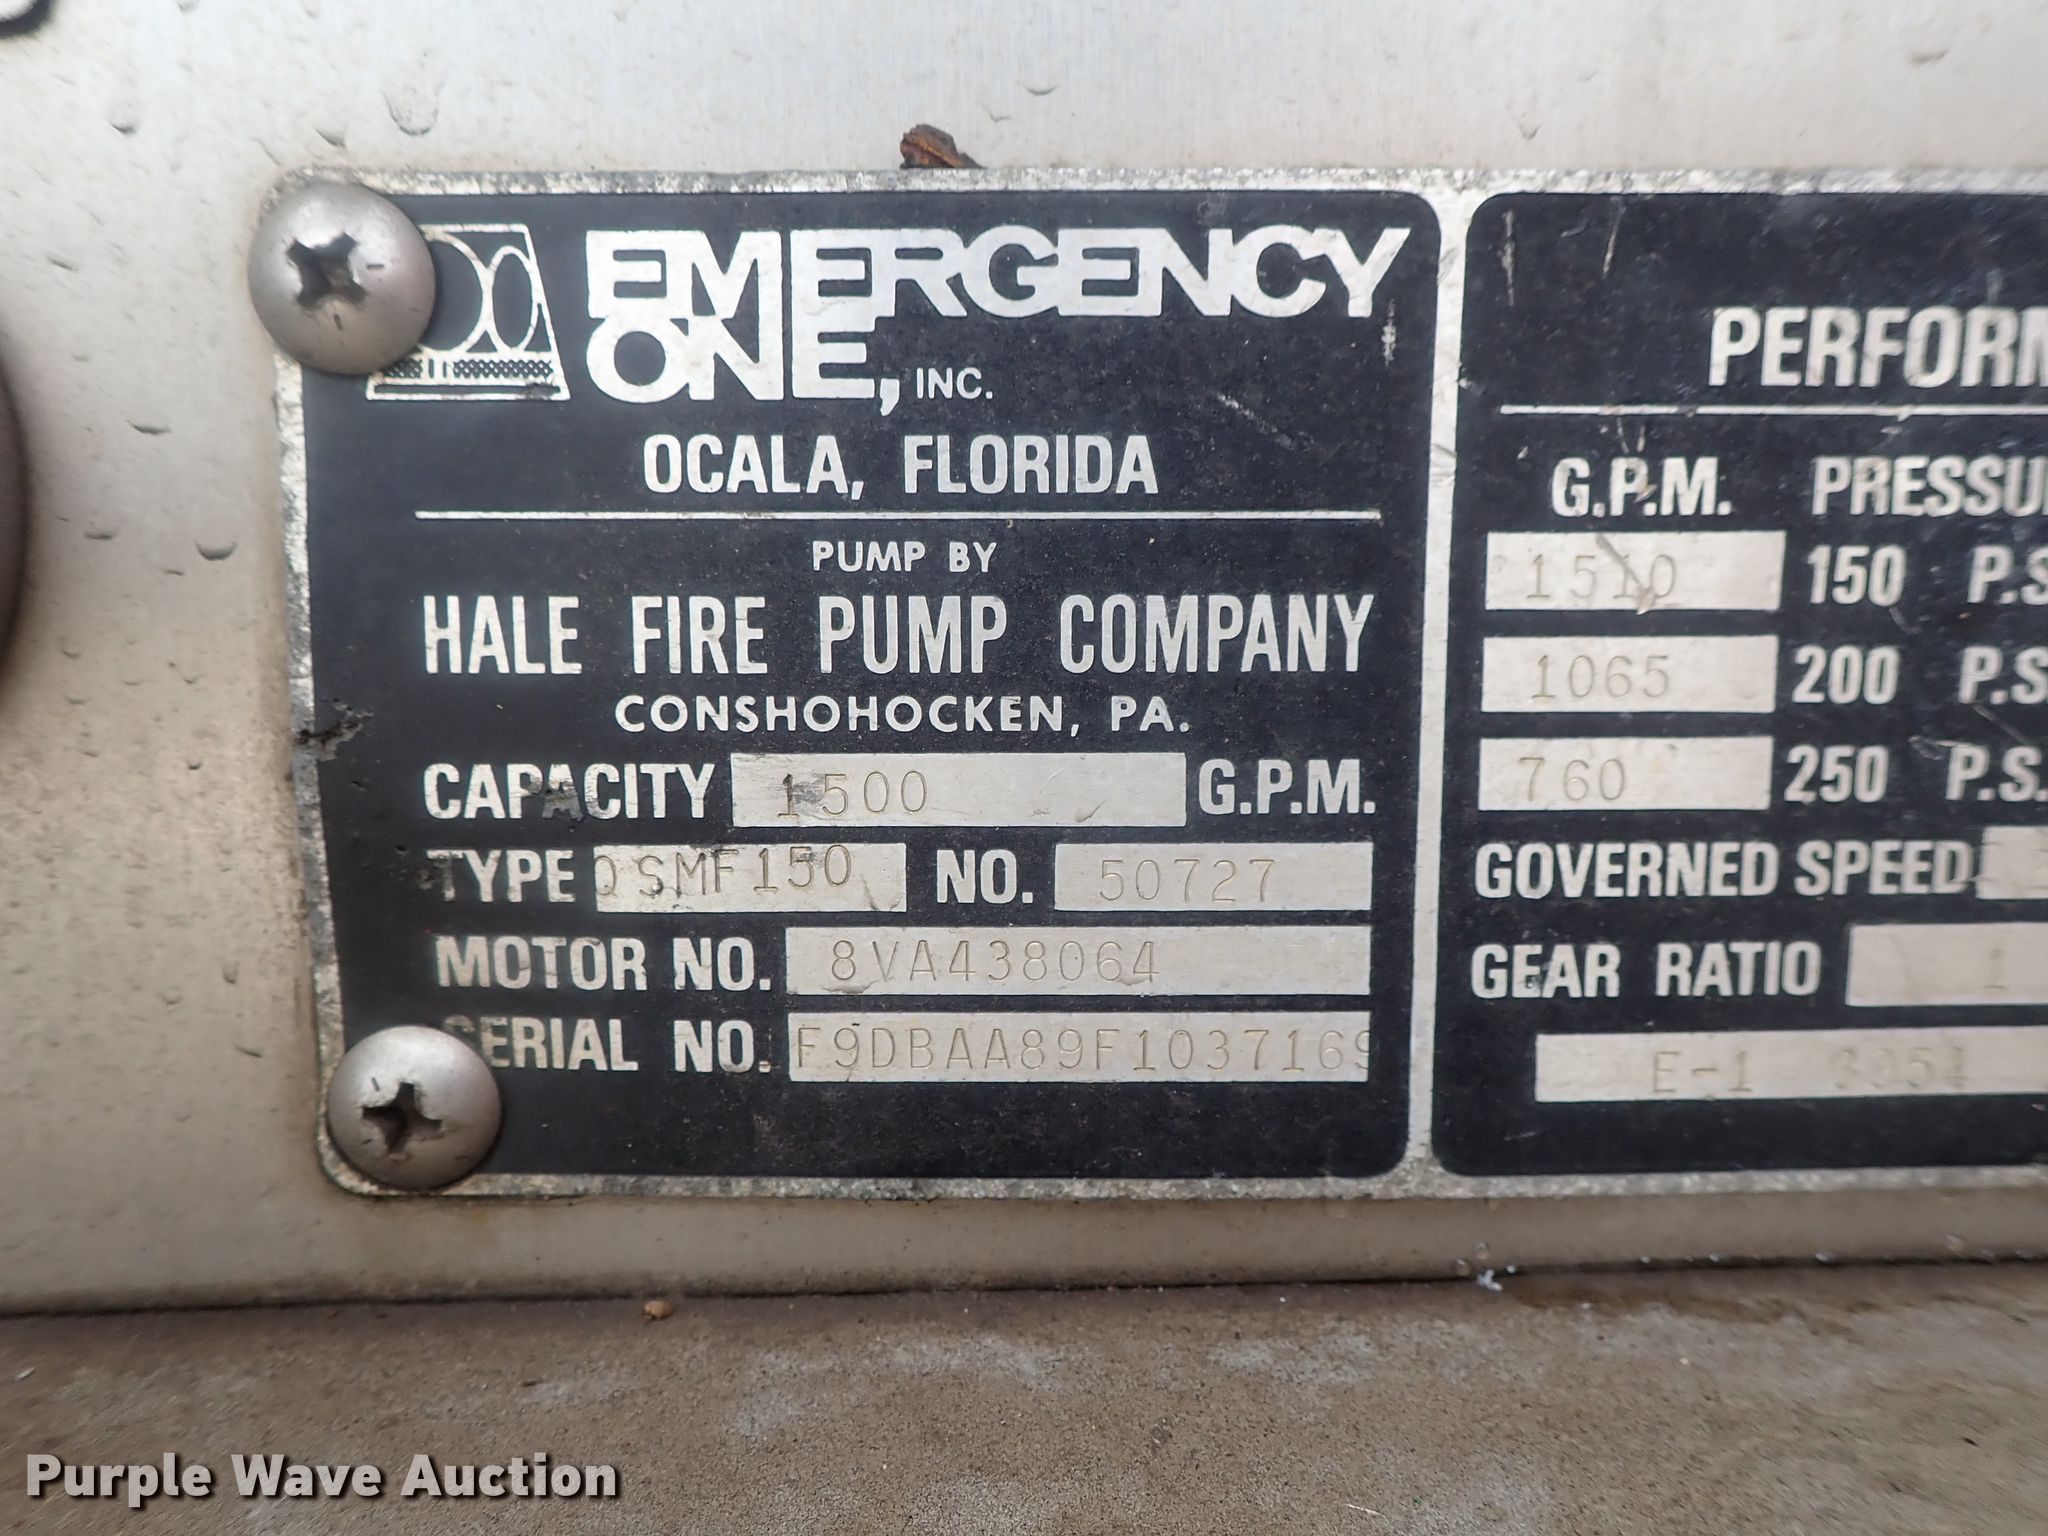 EMERGENCY
ONE, INC.
OCALA, FLORIDA
PUMP BY
HALE FIRE PUMP COMPANY
CONSHOHOCKEN, PA.
CAPACITY 1500 G.P.M.
TYPE QSMF150 NO. 50727
MOTOR NO. 8VA438064
SERIAL NO. F9DBAA89F1037169
PERFORM
G.P.M. PRESSU
1510 150 P.S
1065 200 P.S
760 250 P.S.
GOVERNED SPEED
GEAR RATIO 1
E-1
Purple Wave Auction